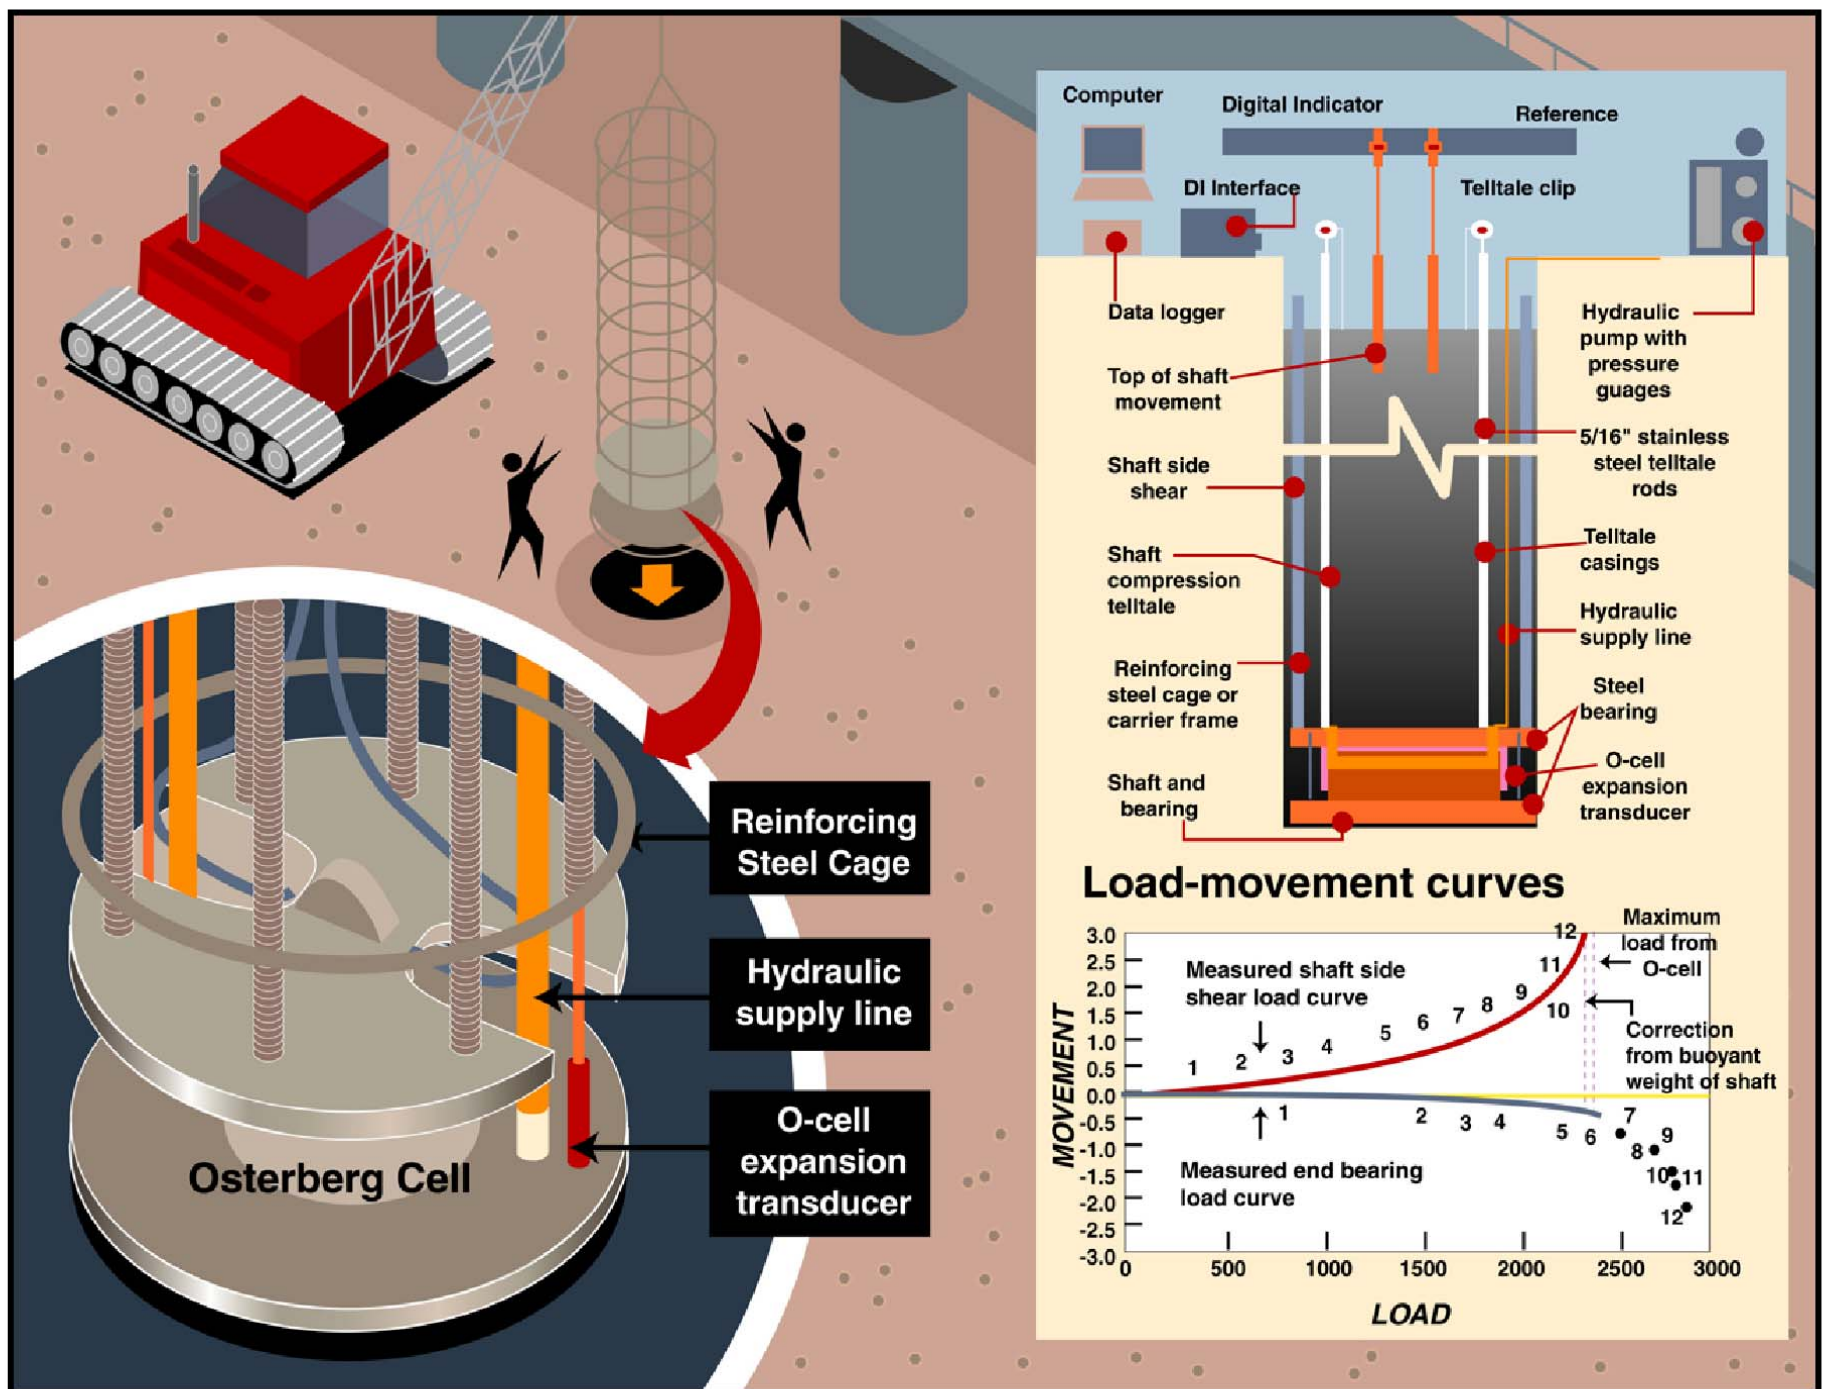 Computer
Digital Indicator
Reference
DI Interface
Telltale clip
Data logger
Top of shaft
movement
Shaft side
shear
Shaft
compression
telltale
Reinforcing
steel cage or
carrier frame
Shaft and
bearing
Hydraulic
pump with
pressure
guages
5/16" stainless
steel telltale
rods
Telltale
casings
Hydraulic
supply line
Steel
bearing
O-cell
expansion
transducer
Reinforcing
Steel Cage
Hydraulic
supply line
O-cell
expansion
transducer
Osterberg Cell
Load-movement curves
MOVEMENT
3.0
2.5
2.0
1.5
1.0
0.5
0.0
-0.5
-1.0
-1.5
-2.0
-2.5
-3.0
Measured shaft side
shear load curve
1 2 3 4 5 6 7 8 9 10 11 12
Maximum
load from
O-cell
Correction
from buoyant
weight of shaft
1 2 3 4 5 6 7 8 9 10 11 12
Measured end bearing
load curve
0 500 1000 1500 2000 2500 3000
LOAD